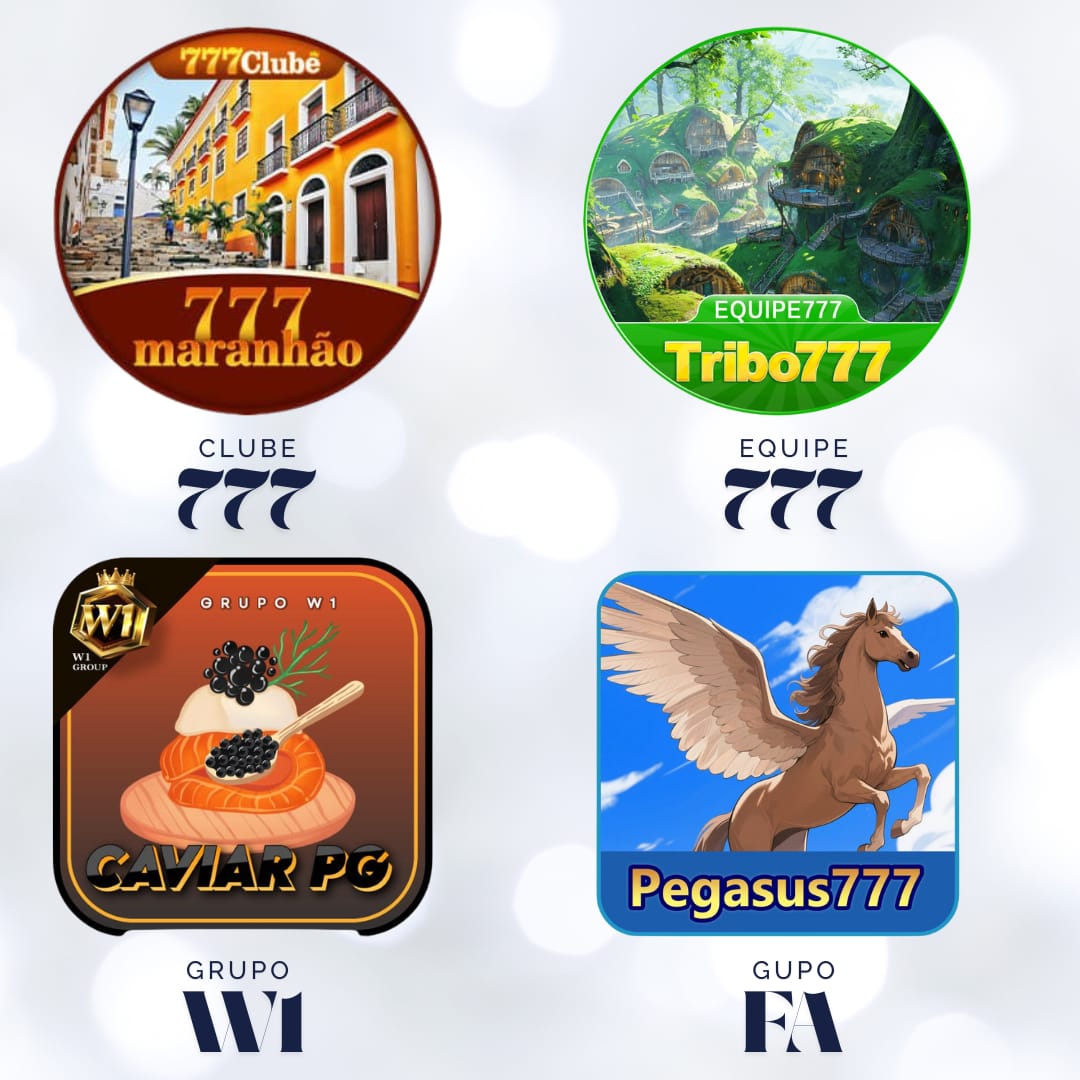 777Clubê
777
maranhão
CLUBE
777
EQUIPE777
Tribo777
EQUIPE
777
W1
W1
GROUP
GRUPO W1
CAVIAR PG
GRUPO
W1
Pegasus777
GUPO
FA